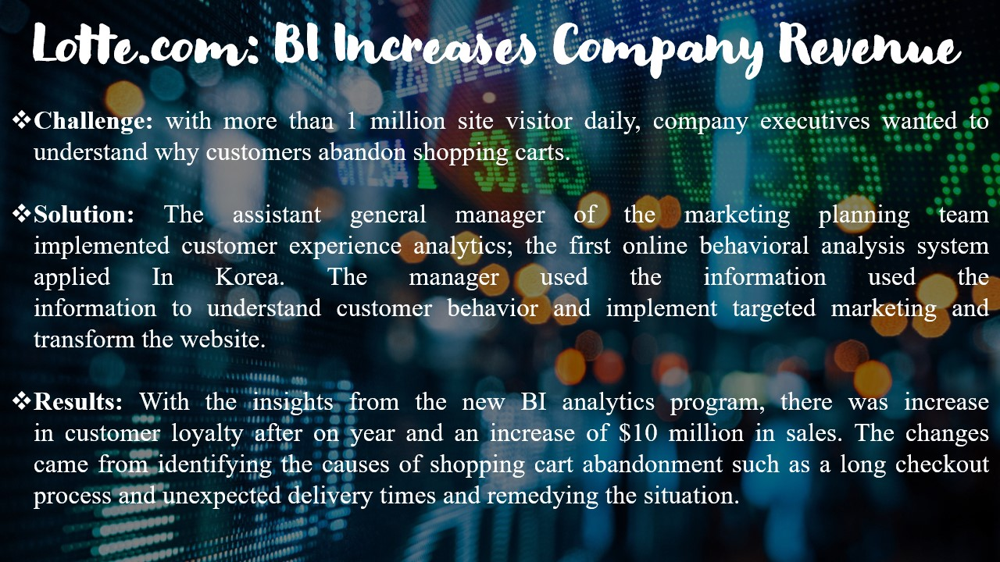 Lotte.com: BI Increases Company Revenue
❖Challenge: with more than 1 million site visitor daily, company executives wanted to
understand why customers abandon shopping carts.
❖Solution: The assistant general manager of the marketing planning team
implemented customer experience analytics; the first online behavioral analysis system
applied In Korea. The manager used the information used the
information to understand customer behavior and implement targeted marketing and
transform the website.
❖Results: With the insights from the new BI analytics program, there was increase
in customer loyalty after on year and an increase of $10 million in sales. The changes
came from identifying the causes of shopping cart abandonment such as a long checkout
process and unexpected delivery times and remedying the situation.